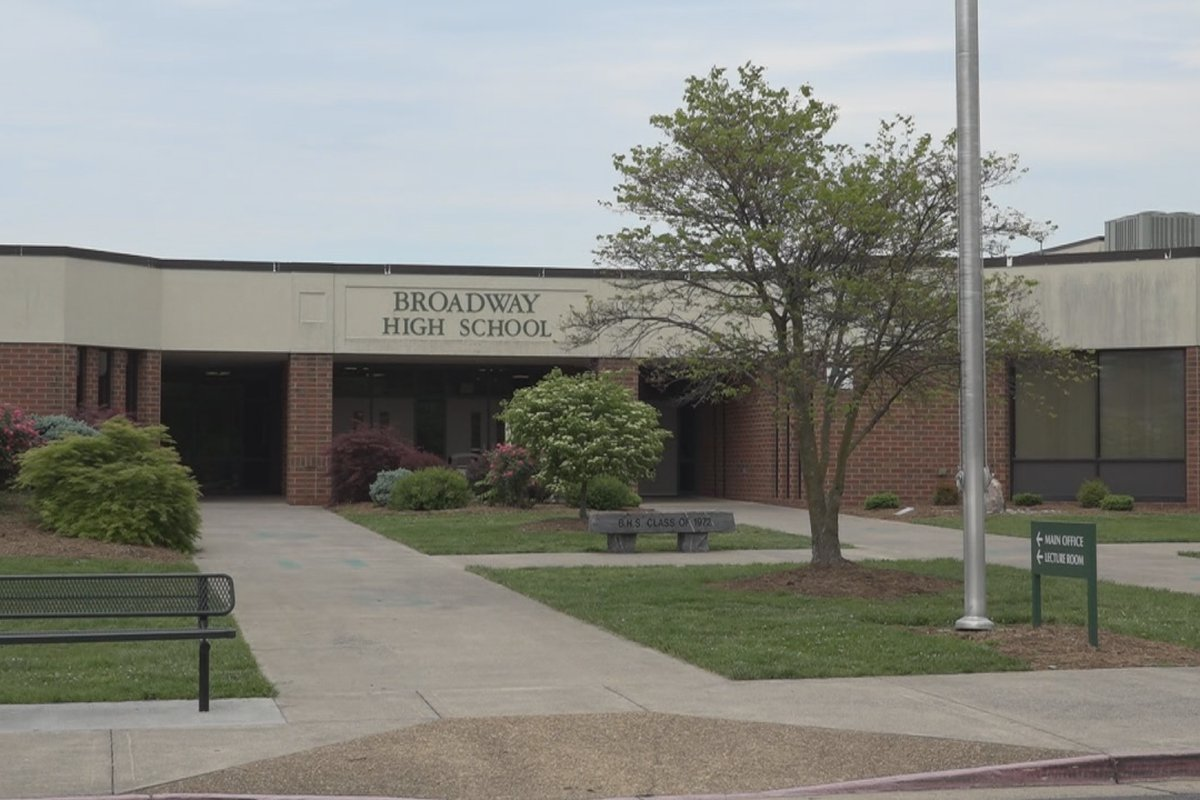 BROADWAY
HIGH SCHOOL
B.H.S CLASS OF 1972
← MAIN OFFICE
← LECTURE ROOM